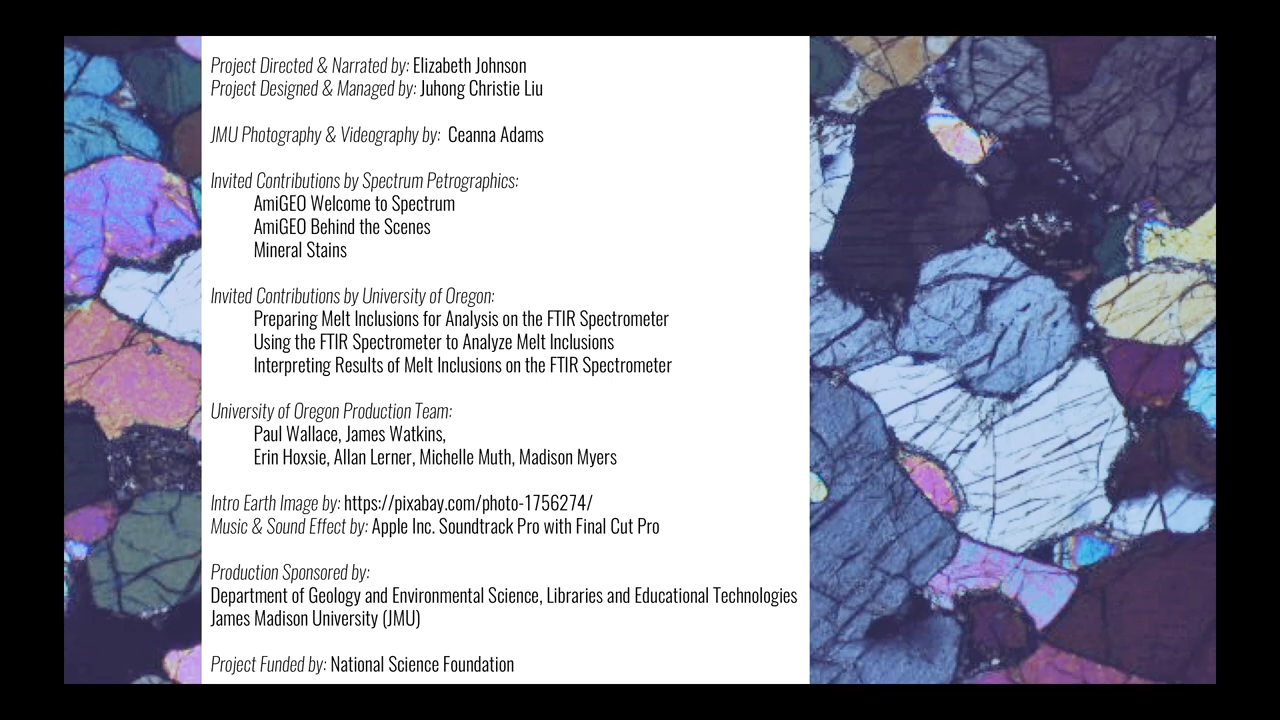 Project Directed & Narrated by: Elizabeth Johnson
Project Designed & Managed by: Juhong Christie Liu
JMU Photography & Videography by: Ceanna Adams
Invited Contributions by Spectrum Petrographics:
AmiGEO Welcome to Spectrum
AmiGEO Behind the Scenes
Mineral Stains
Invited Contributions by University of Oregon:
Preparing Melt Inclusions for Analysis on the FTIR Spectrometer
Using the FTIR Spectrometer to Analyze Melt Inclusions
Interpreting Results of Melt Inclusions on the FTIR Spectrometer
University of Oregon Production Team:
Paul Wallace, James Watkins,
Erin Hoxsie, Allan Lerner, Michelle Muth, Madison Myers
Intro Earth Image by: https://pixabay.com/photo-1756274/
Music & Sound Effect by: Apple Inc. Soundtrack Pro with Final Cut Pro
Production Sponsored by:
Department of Geology and Environmental Science, Libraries and Educational Technologies
James Madison University (JMU)
Project Funded by: National Science Foundation